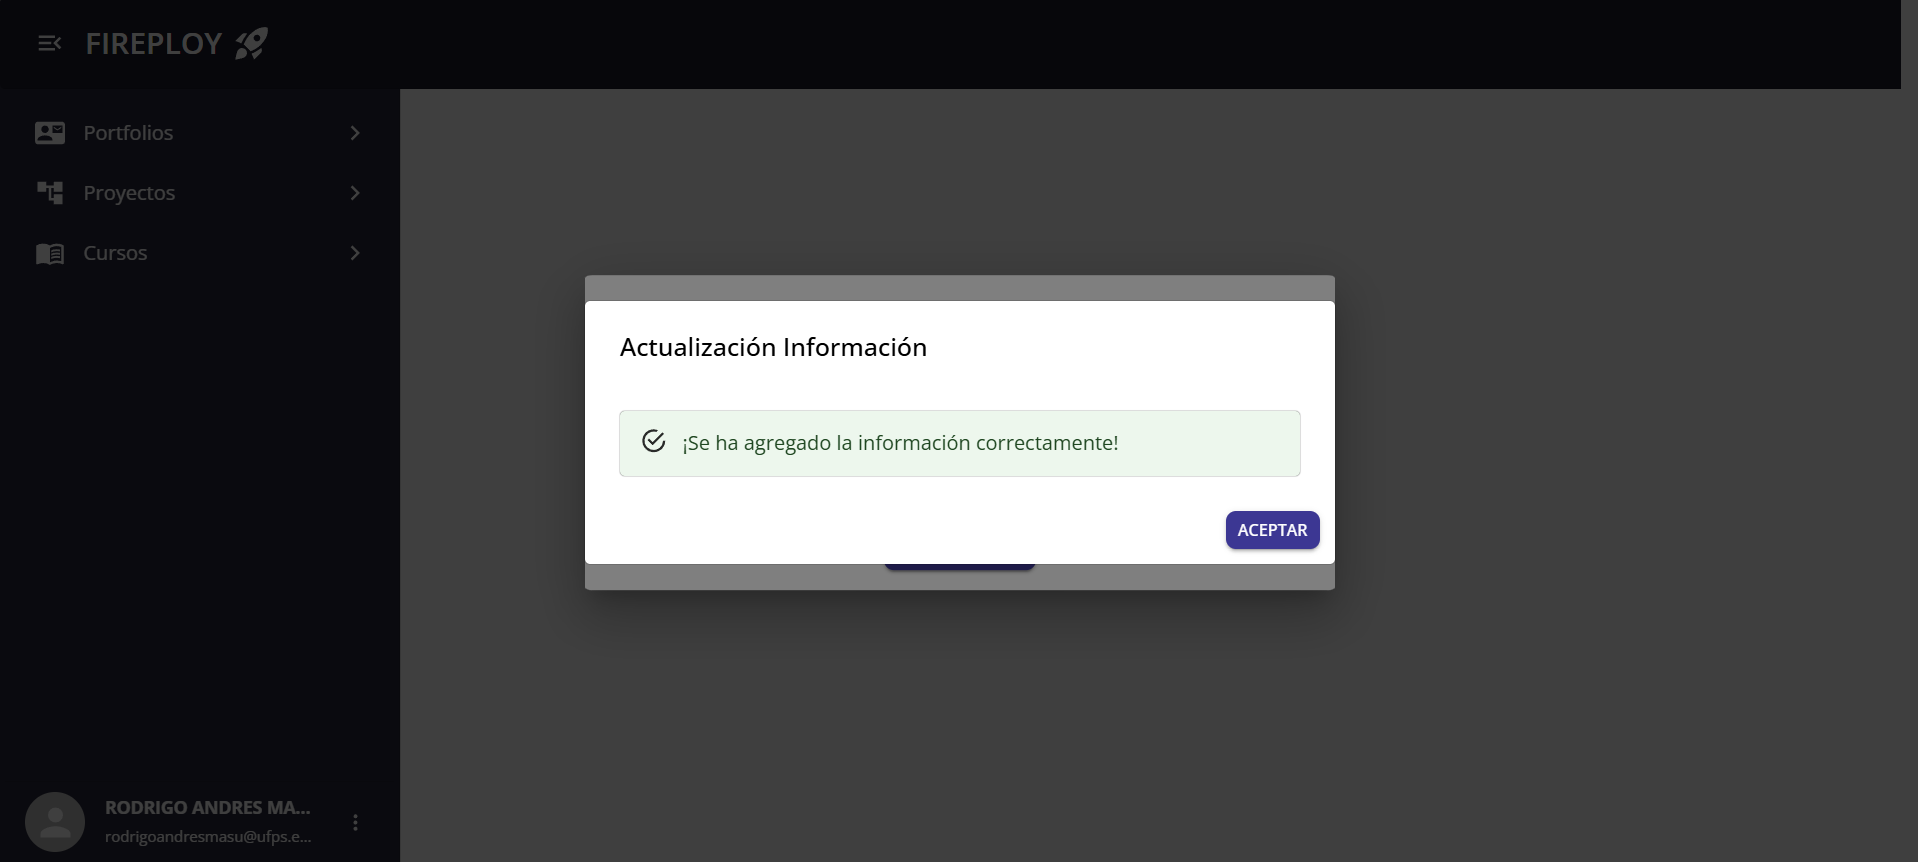 FIREPLOY
Portfolios
Proyectos
Cursos
Actualización Información
¡Se ha agregado la información correctamente!
ACEPTAR
RODRIGO ANDRES MA...
rodrigoandresmasu@ufps.e...